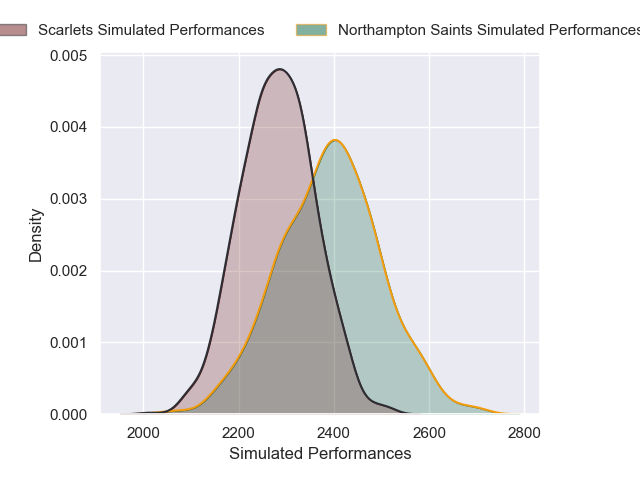 Scarlets Simulated Performances
Northampton Saints Simulated Performances
0.005
0.004
0.003
0.002
0.001
0.000
Density
2000
2200
2400
2600
2800
Simulated Performances